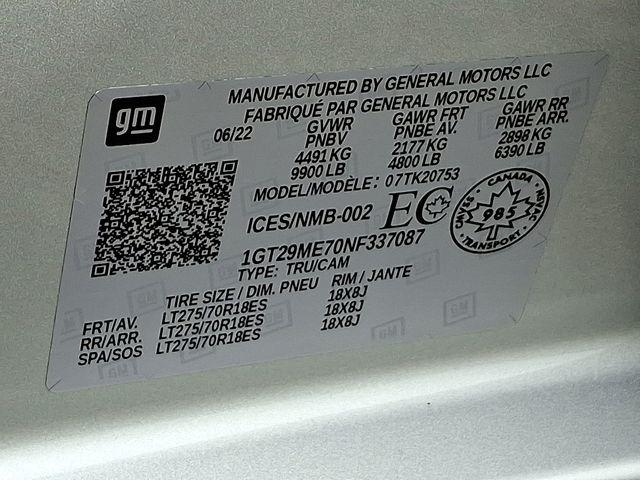 gm
MANUFACTURED BY GENERAL MOTORS LLC
FABRIQUÉ PAR GENERAL MOTORS LLC
06/22
GVWR GAWR FRT GAWR RR
PNBV PNBE AV. PNBE ARR.
4491 KG 2177 KG 2898 KG
9900 LB 4800 LB 6390 LB
MODEL/MODÈLE: 07TK20753
ICES/NMB-002 EC
CANADA
CMVSS · NSVAC
985
TRANSPORT
1GT29ME70NF337087
TYPE: TRU/CAM
TIRE SIZE / DIM. PNEU RIM / JANTE
FRT/AV. LT275/70R18ES 18X8J
RR/ARR. LT275/70R18ES 18X8J
SPA/SOS LT275/70R18ES 18X8J